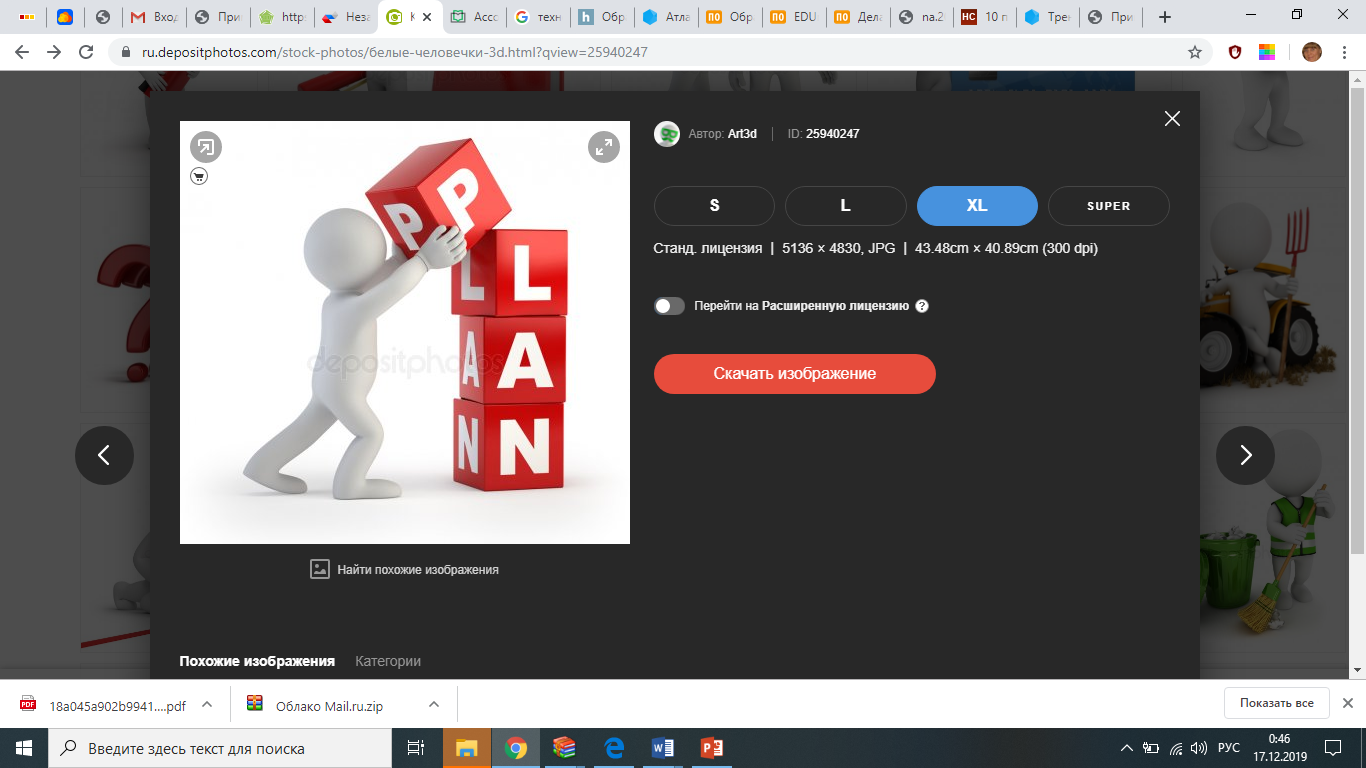 Вход
При
https
Неза
К
Ассо
техн
Обр
Атла
Обр
EDU
Дела
na.2
10 п
Трен
При
ru.depositphotos.com/stock-photos/белые-человечки-3d.html?qview=25940247
Автор: Art3d | ID: 25940247
S L XL SUPER
Станд. лицензия | 5136 × 4830, JPG | 43.48cm × 40.89cm (300 dpi)
Перейти на Расширенную лицензию ?
Скачать изображение
P P
L L
A A
N N
depositphotos
Найти похожие изображения
Похожие изображения Категории
18a045a902b9941....pdf
Облако Mail.ru.zip
Показать все
Введите здесь текст для поиска
РУС
0:46
17.12.2019